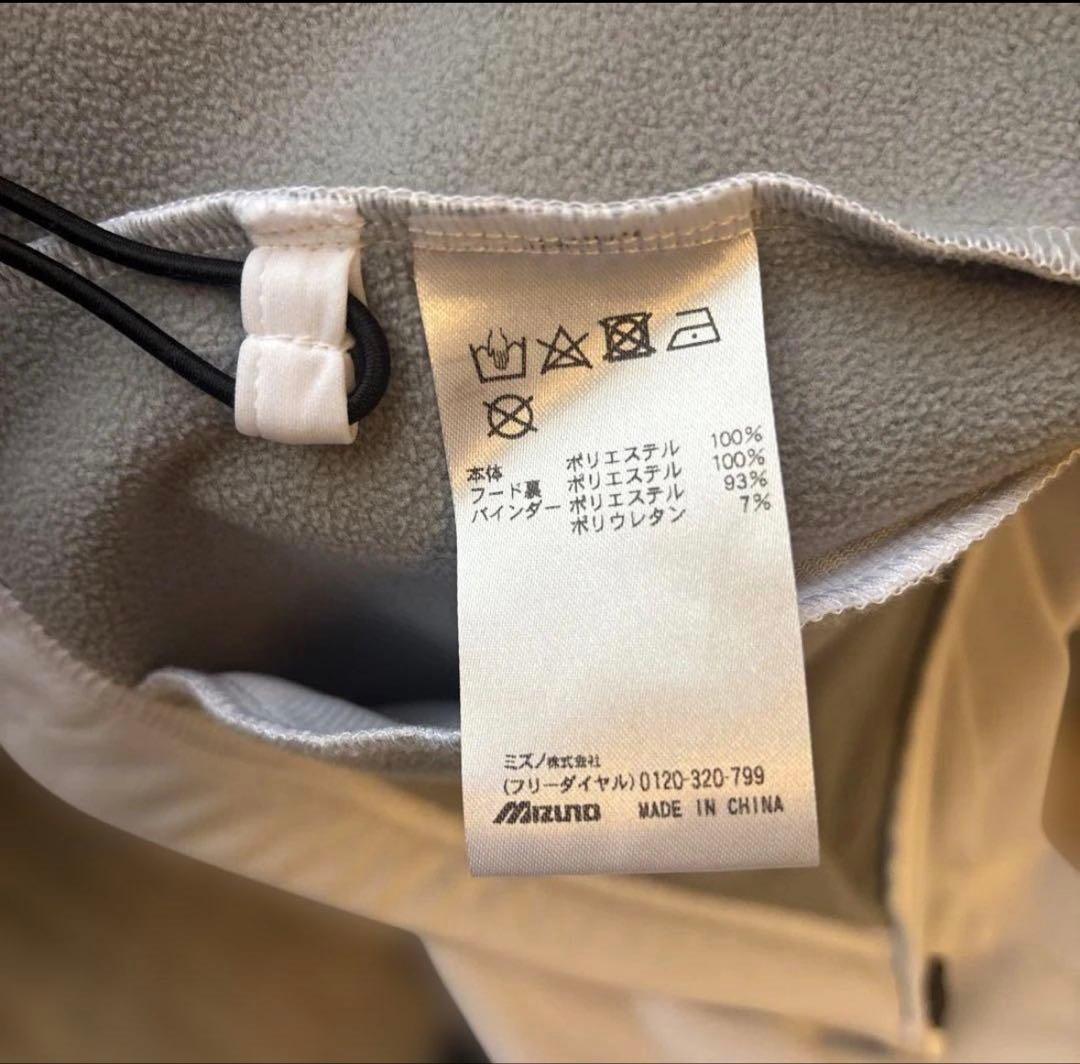 本体 ポリエステル 100%
フード裏 ポリエステル 100%
バインダー ポリエステル 93%
ポリウレタン 7%
ミズノ株式会社
(フリーダイヤル)0120-320-799
MIZUNO MADE IN CHINA